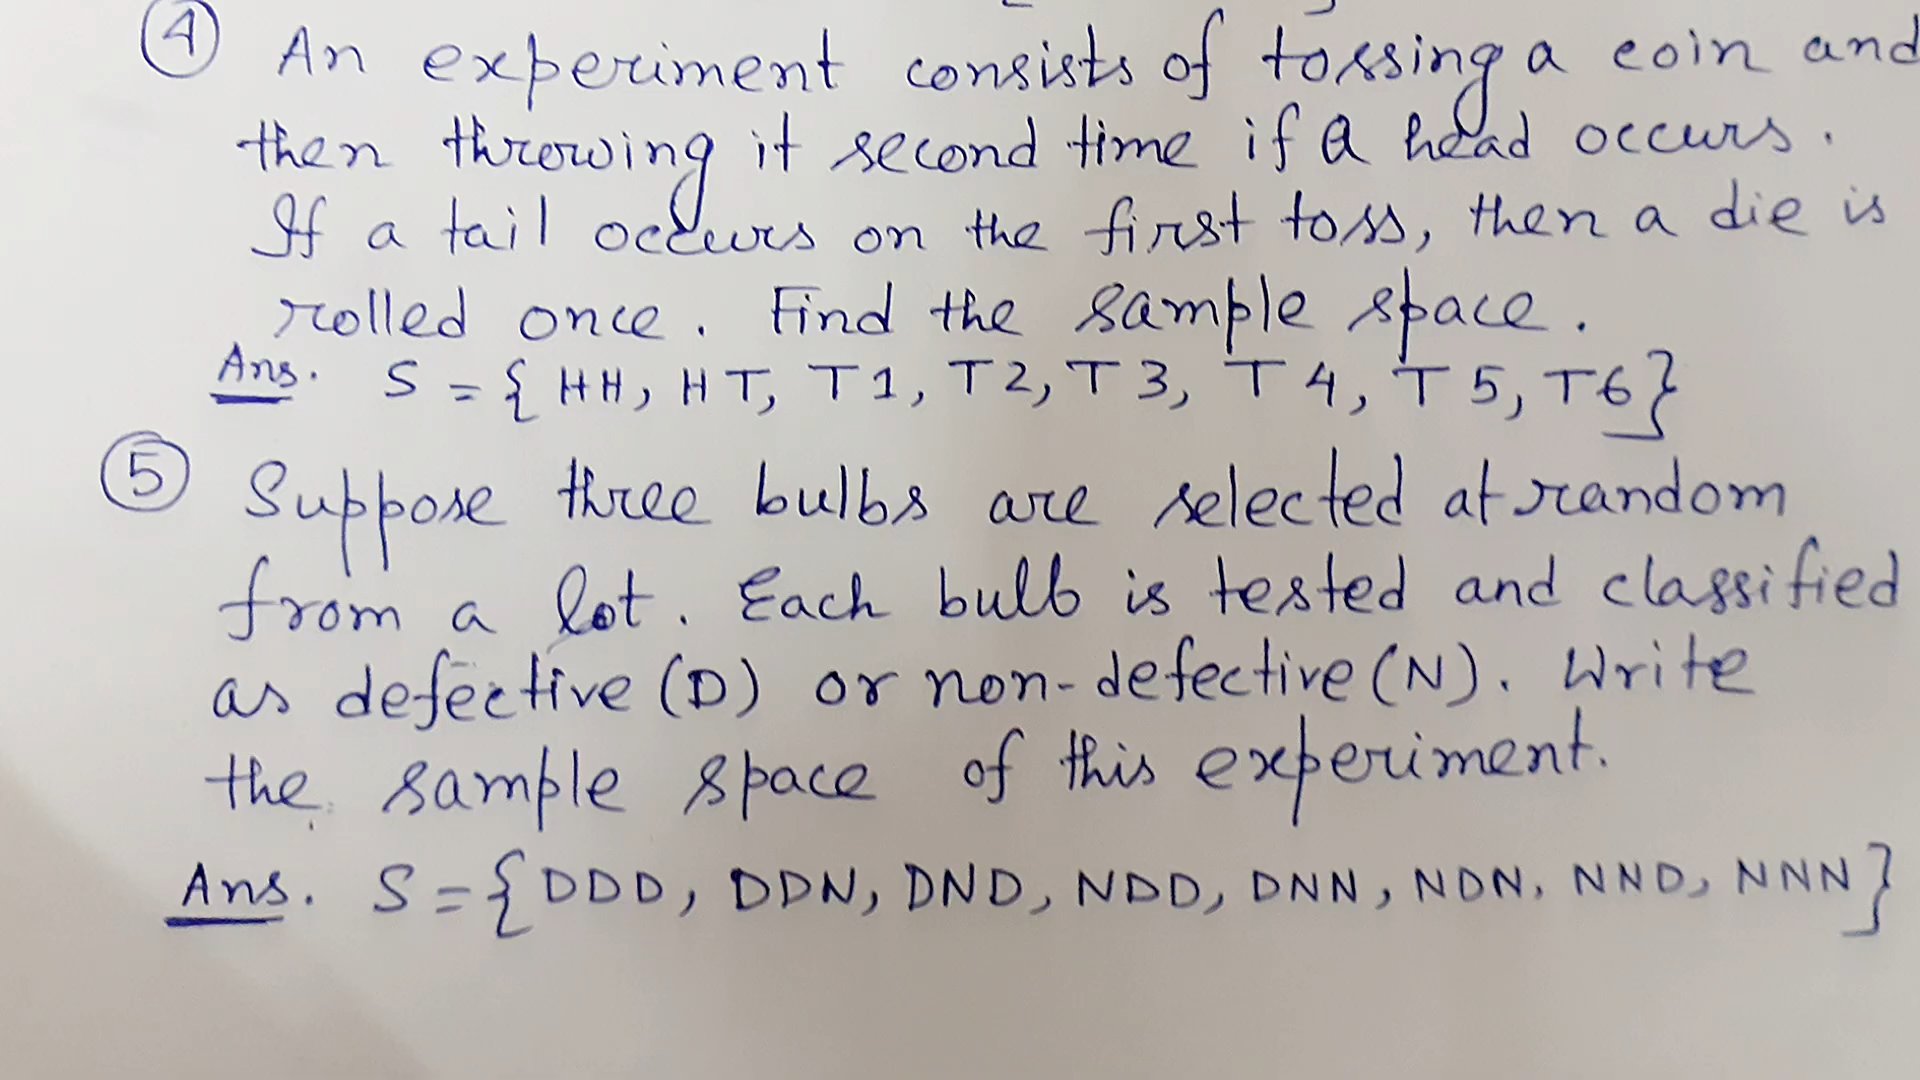 ④ An experiment consists of tossing a coin and
then throwing it second time if a head occurs.
If a tail occurs on the first toss, then a die is
rolled once. Find the sample space.
Ans. S = {HH, HT, T1, T2, T3, T4, T5, T6}
⑤ Suppose three bulbs are selected at random
from a lot. Each bulb is tested and classified
as defective (D) or non-defective (N). Write
the sample space of this experiment.
Ans. S = {DDD, DDN, DND, NDD, DNN, NDN, NND, NNN}